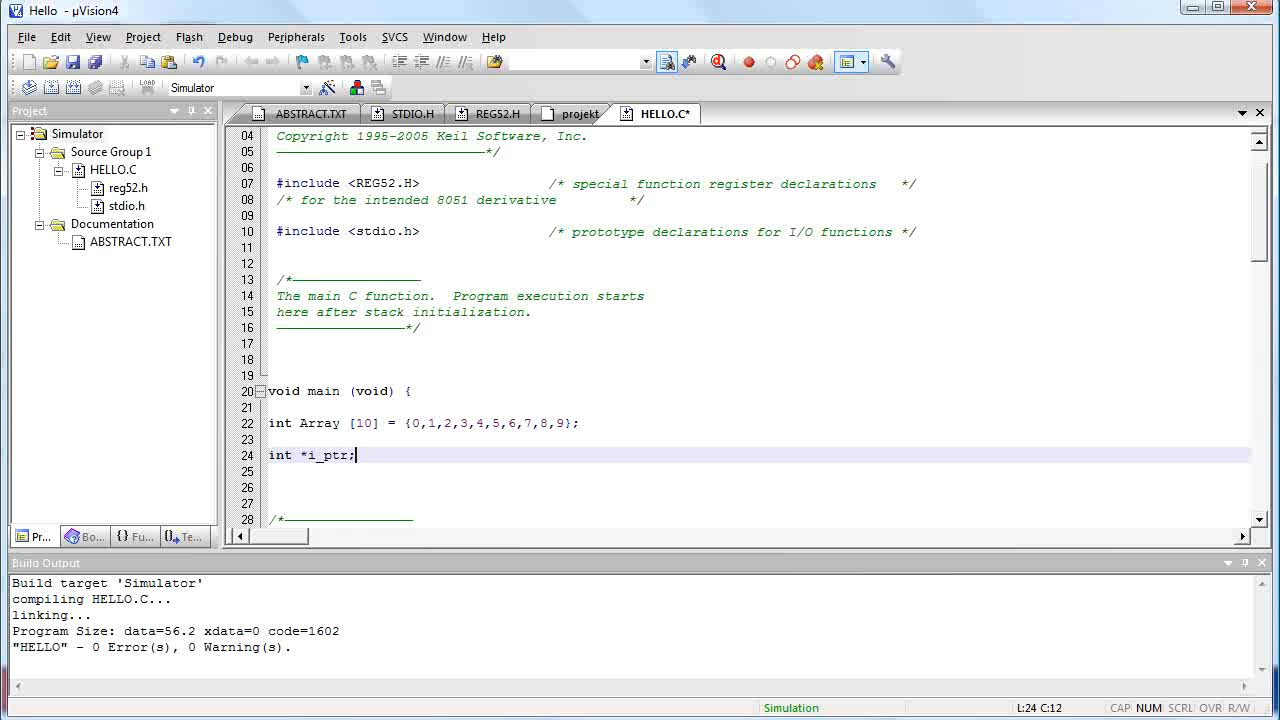 Hello - µVision4
File Edit View Project Flash Debug Peripherals Tools SVCS Window Help
LOAD Simulator
Project
ABSTRACT.TXT STDIO.H REG52.H projekt HELLO.C*
Simulator
Source Group 1
HELLO.C
reg52.h
stdio.h
Documentation
ABSTRACT.TXT
Pr... Bo... {} Fu... Te...
04 Copyright 1995-2005 Keil Software, Inc.
05 */
06
07 #include <REG52.H> /* special function register declarations */
08 /* for the intended 8051 derivative */
09
10 #include <stdio.h> /* prototype declarations for I/O functions */
11
12
13 /*
14 The main C function. Program execution starts
15 here after stack initialization.
16 */
17
18
19
20 void main (void) {
21
22 int Array [10] = {0,1,2,3,4,5,6,7,8,9};
23
24 int *i_ptr;
25
26
27
28 /*
Build Output
Build target 'Simulator'
compiling HELLO.C...
linking...
Program Size: data=56.2 xdata=0 code=1602
"HELLO" - 0 Error(s), 0 Warning(s).
Simulation L:24 C:12 CAP NUM SCRL OVR R/W